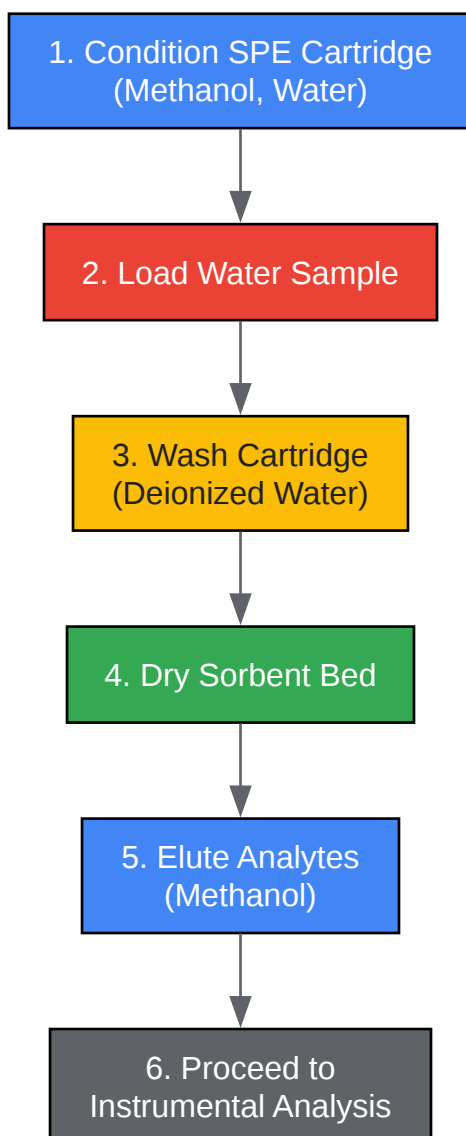 1. Condition SPE Cartridge
(Methanol, Water)
2. Load Water Sample
3. Wash Cartridge
(Deionized Water)
4. Dry Sorbent Bed
5. Elute Analytes
(Methanol)
6. Proceed to
Instrumental Analysis